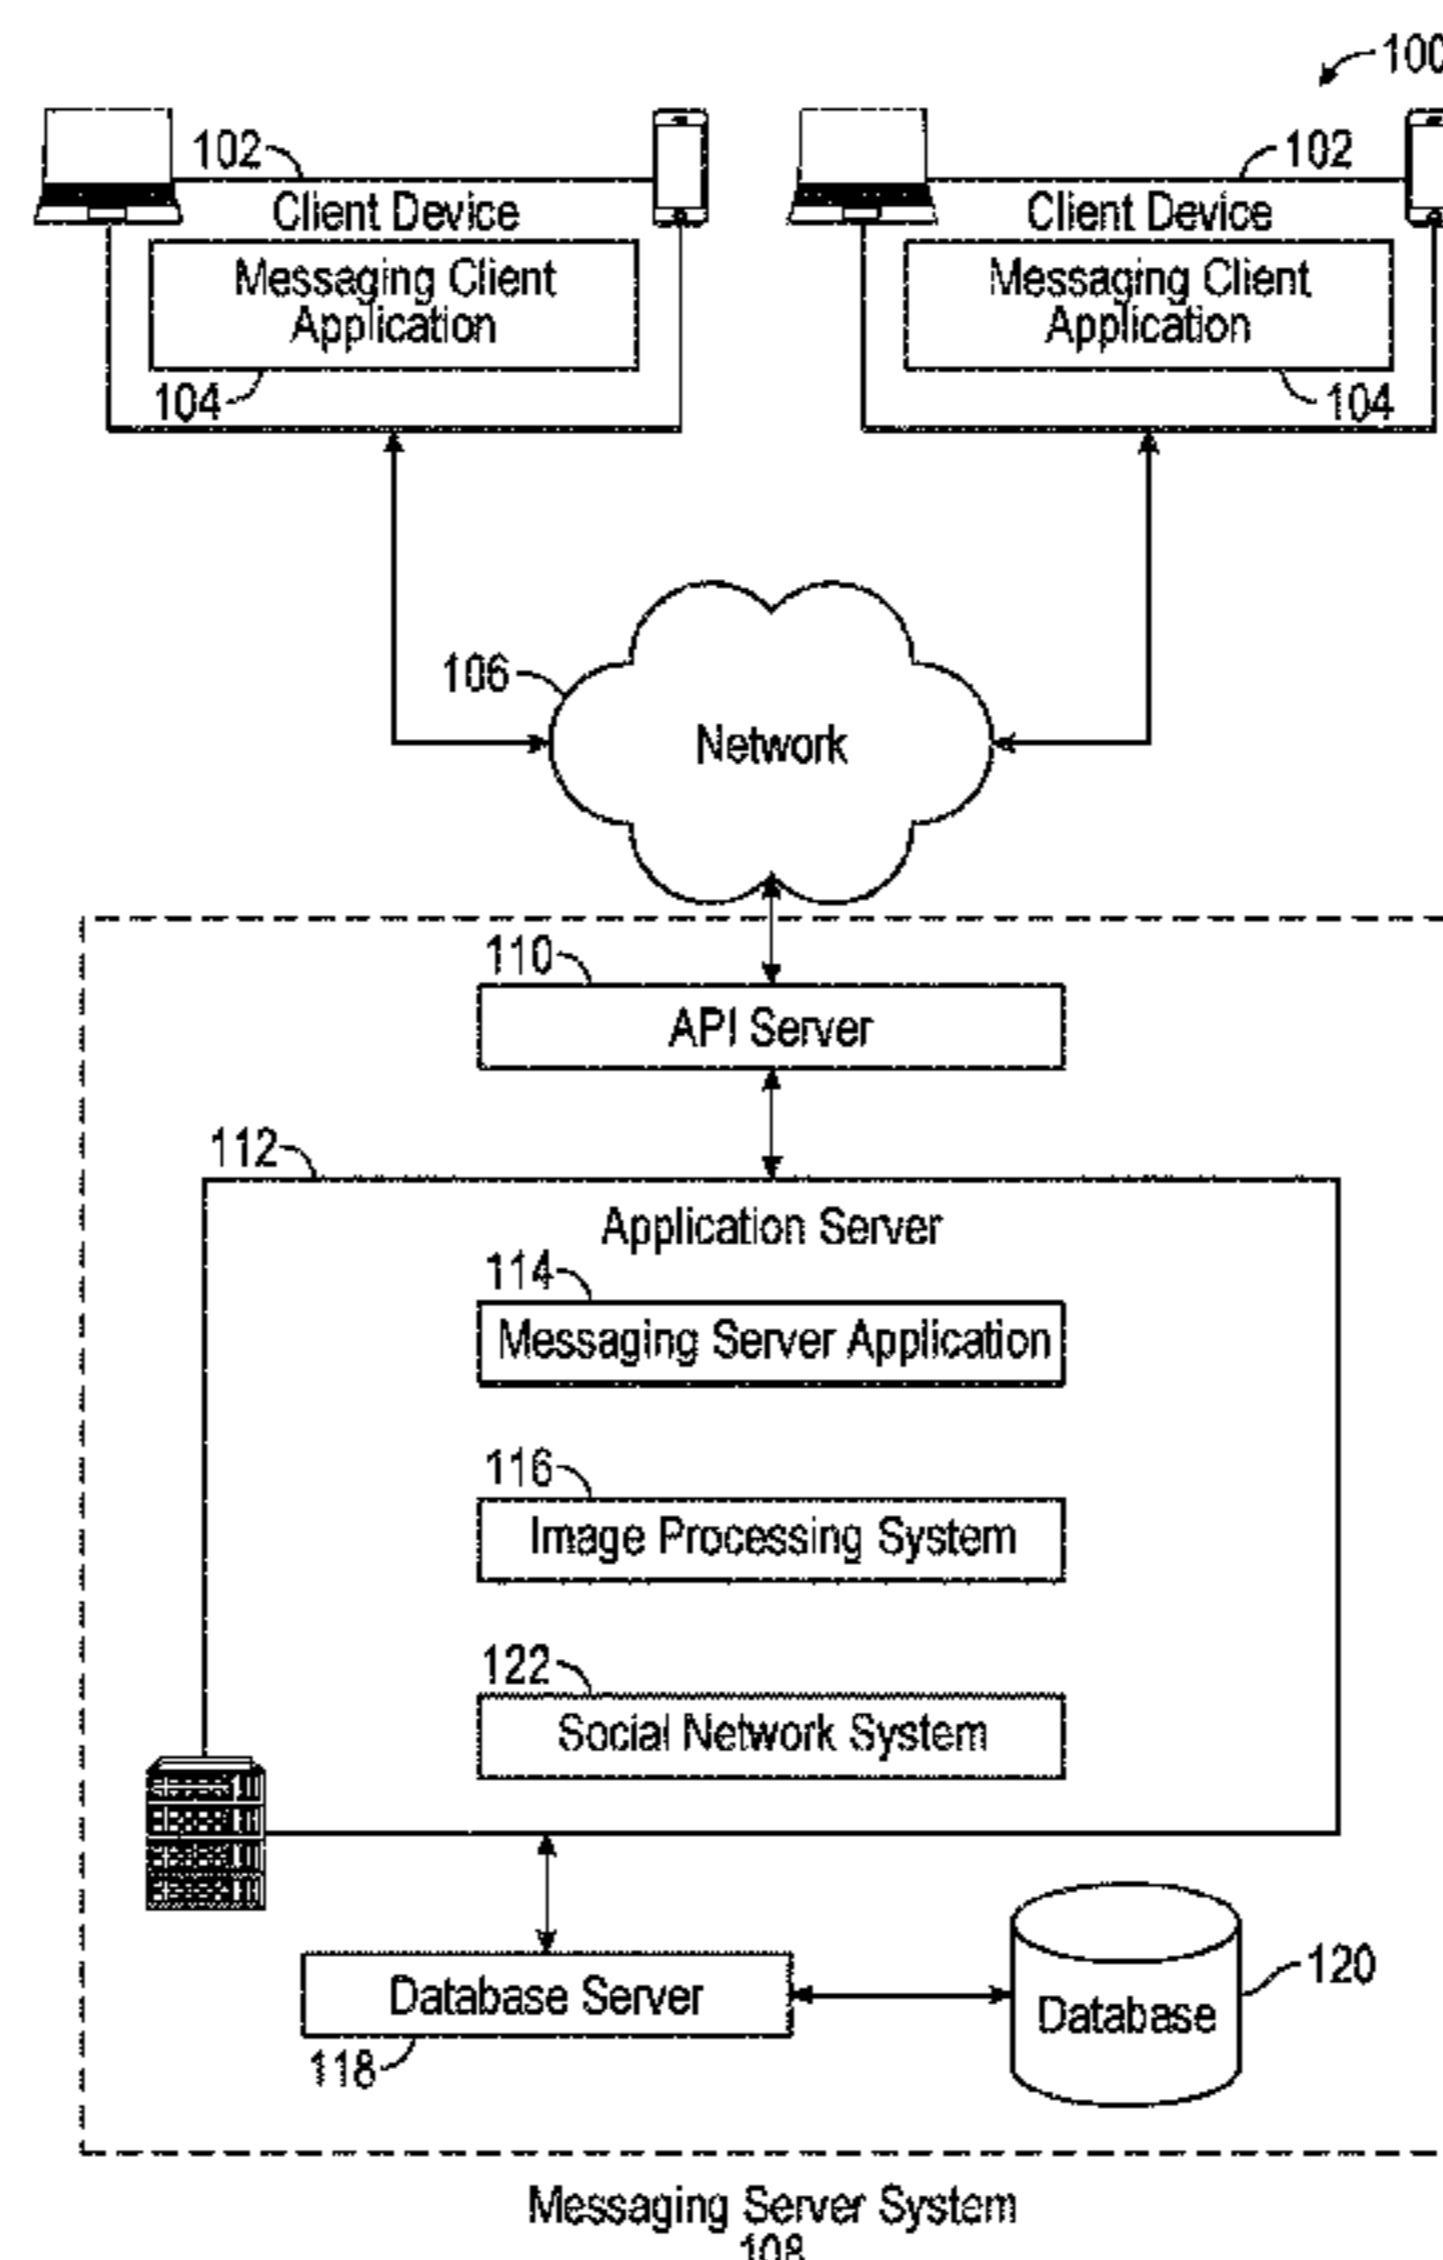 100
102
102
Client Device
Client Device
Messaging Client
Application
Messaging Client
Application
104
104
106
Network
110
API Server
112
Application Server
114
Messaging Server Application
116
Image Processing System
122
Social Network System
Database Server
118
Database
120
Messaging Server System
108